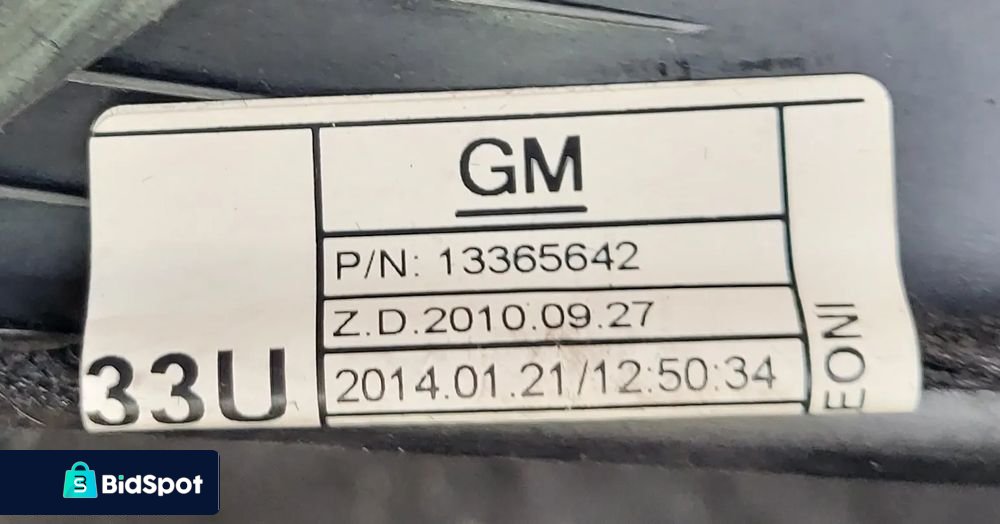 GM
P/N: 13365642
Z.D.2010.09.27
33U
2014.01.21/12:50:34
EONI
BidSpot